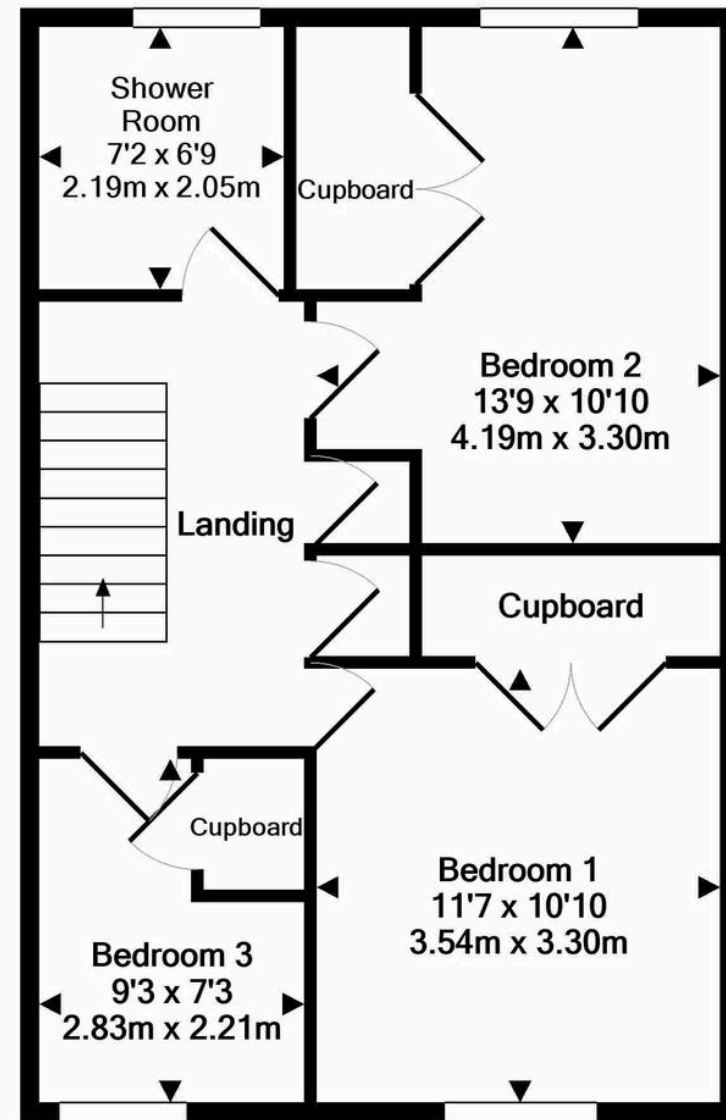 Shower
Room
7'2 x 6'9
2.19m x 2.05m
Cupboard
Bedroom 2
13'9 x 10'10
4.19m x 3.30m
Landing
Cupboard
Cupboard
Bedroom 1
11'7 x 10'10
3.54m x 3.30m
Bedroom 3
9'3 x 7'3
2.83m x 2.21m